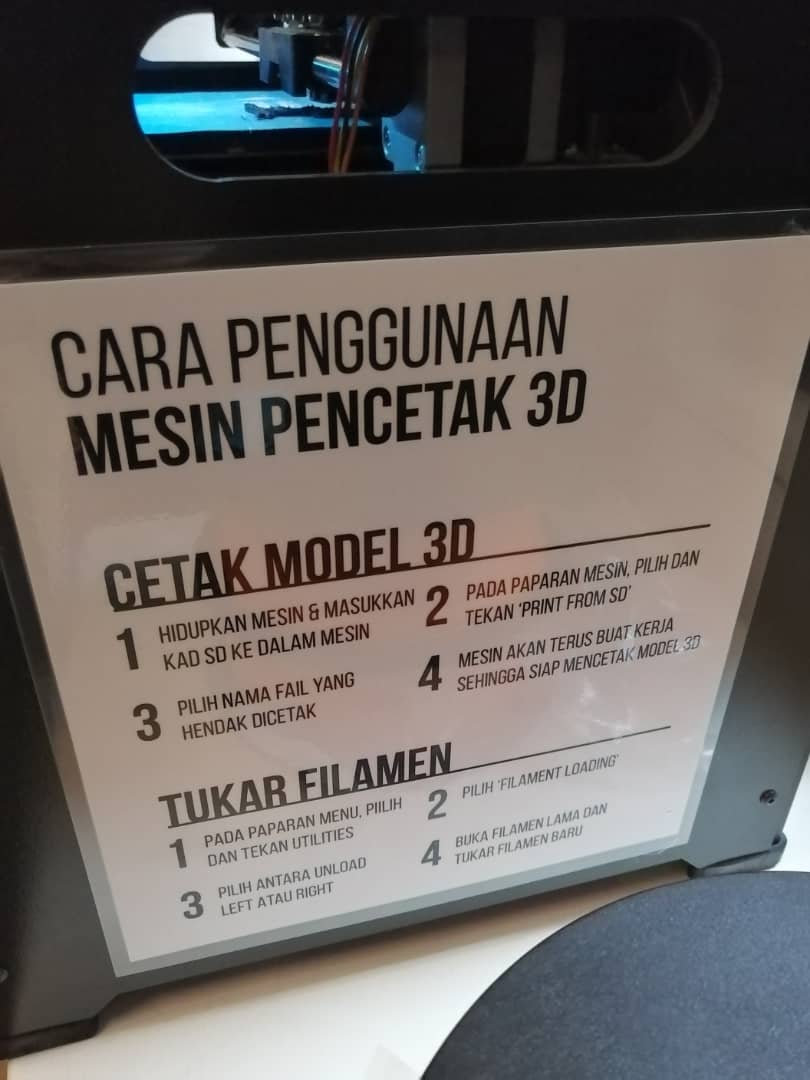 CARA PENGGUNAAN
MESIN PENCETAK 3D
CETAK MODEL 3D
1 HIDUPKAN MESIN & MASUKKAN
KAD SD KE DALAM MESIN
2 PADA PAPARAN MESIN, PILIH DAN
TEKAN 'PRINT FROM SD'
3 PILIH NAMA FAIL YANG
HENDAK DICETAK
4 MESIN AKAN TERUS BUAT KERJA
SEHINGGA SIAP MENCETAK MODEL 3D
TUKAR FILAMEN
1 PADA PAPARAN MENU, PIILIH
DAN TEKAN UTILITIES
2 PILIH 'FILAMENT LOADING'
3 PILIH ANTARA UNLOAD
LEFT ATAU RIGHT
4 BUKA FILAMEN LAMA DAN
TUKAR FILAMEN BARU